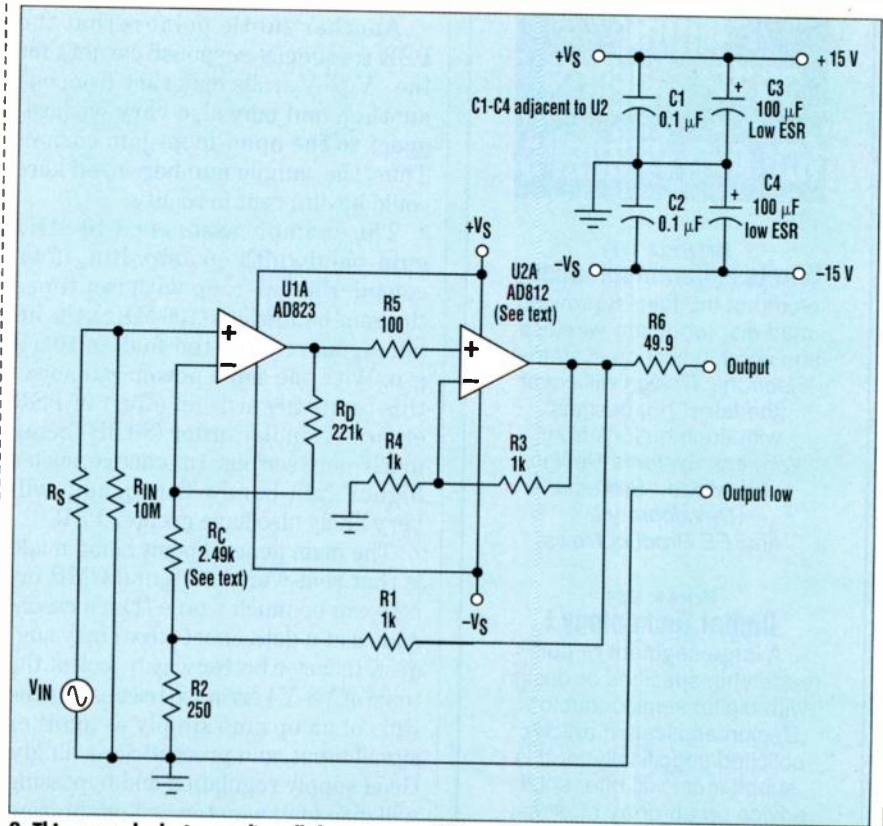 +VS
+ 15 V
C1-C4 adjacent to U2
C1
0.1 µF
+
C3
100 µF
Low ESR
C2
0.1 µF
+
C4
100 µF
low ESR
–VS
–15 V
+VS
U1A
AD823
+
–
R5
100
U2A
AD812
(See text)
+
–
R6
49.9
Output
RD
221k
R4
1k
R3
1k
Output low
RS
RIN
10M
RC
2.49k
(See text)
–VS
R1
1k
VIN
R2
250